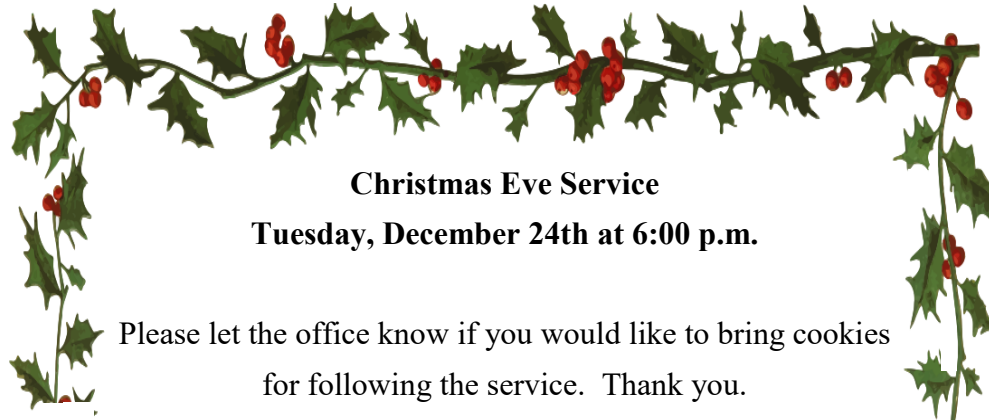 Christmas Eve Service
Tuesday, December 24th at 6:00 p.m.
Please let the office know if you would like to bring cookies
for following the service.  Thank you.